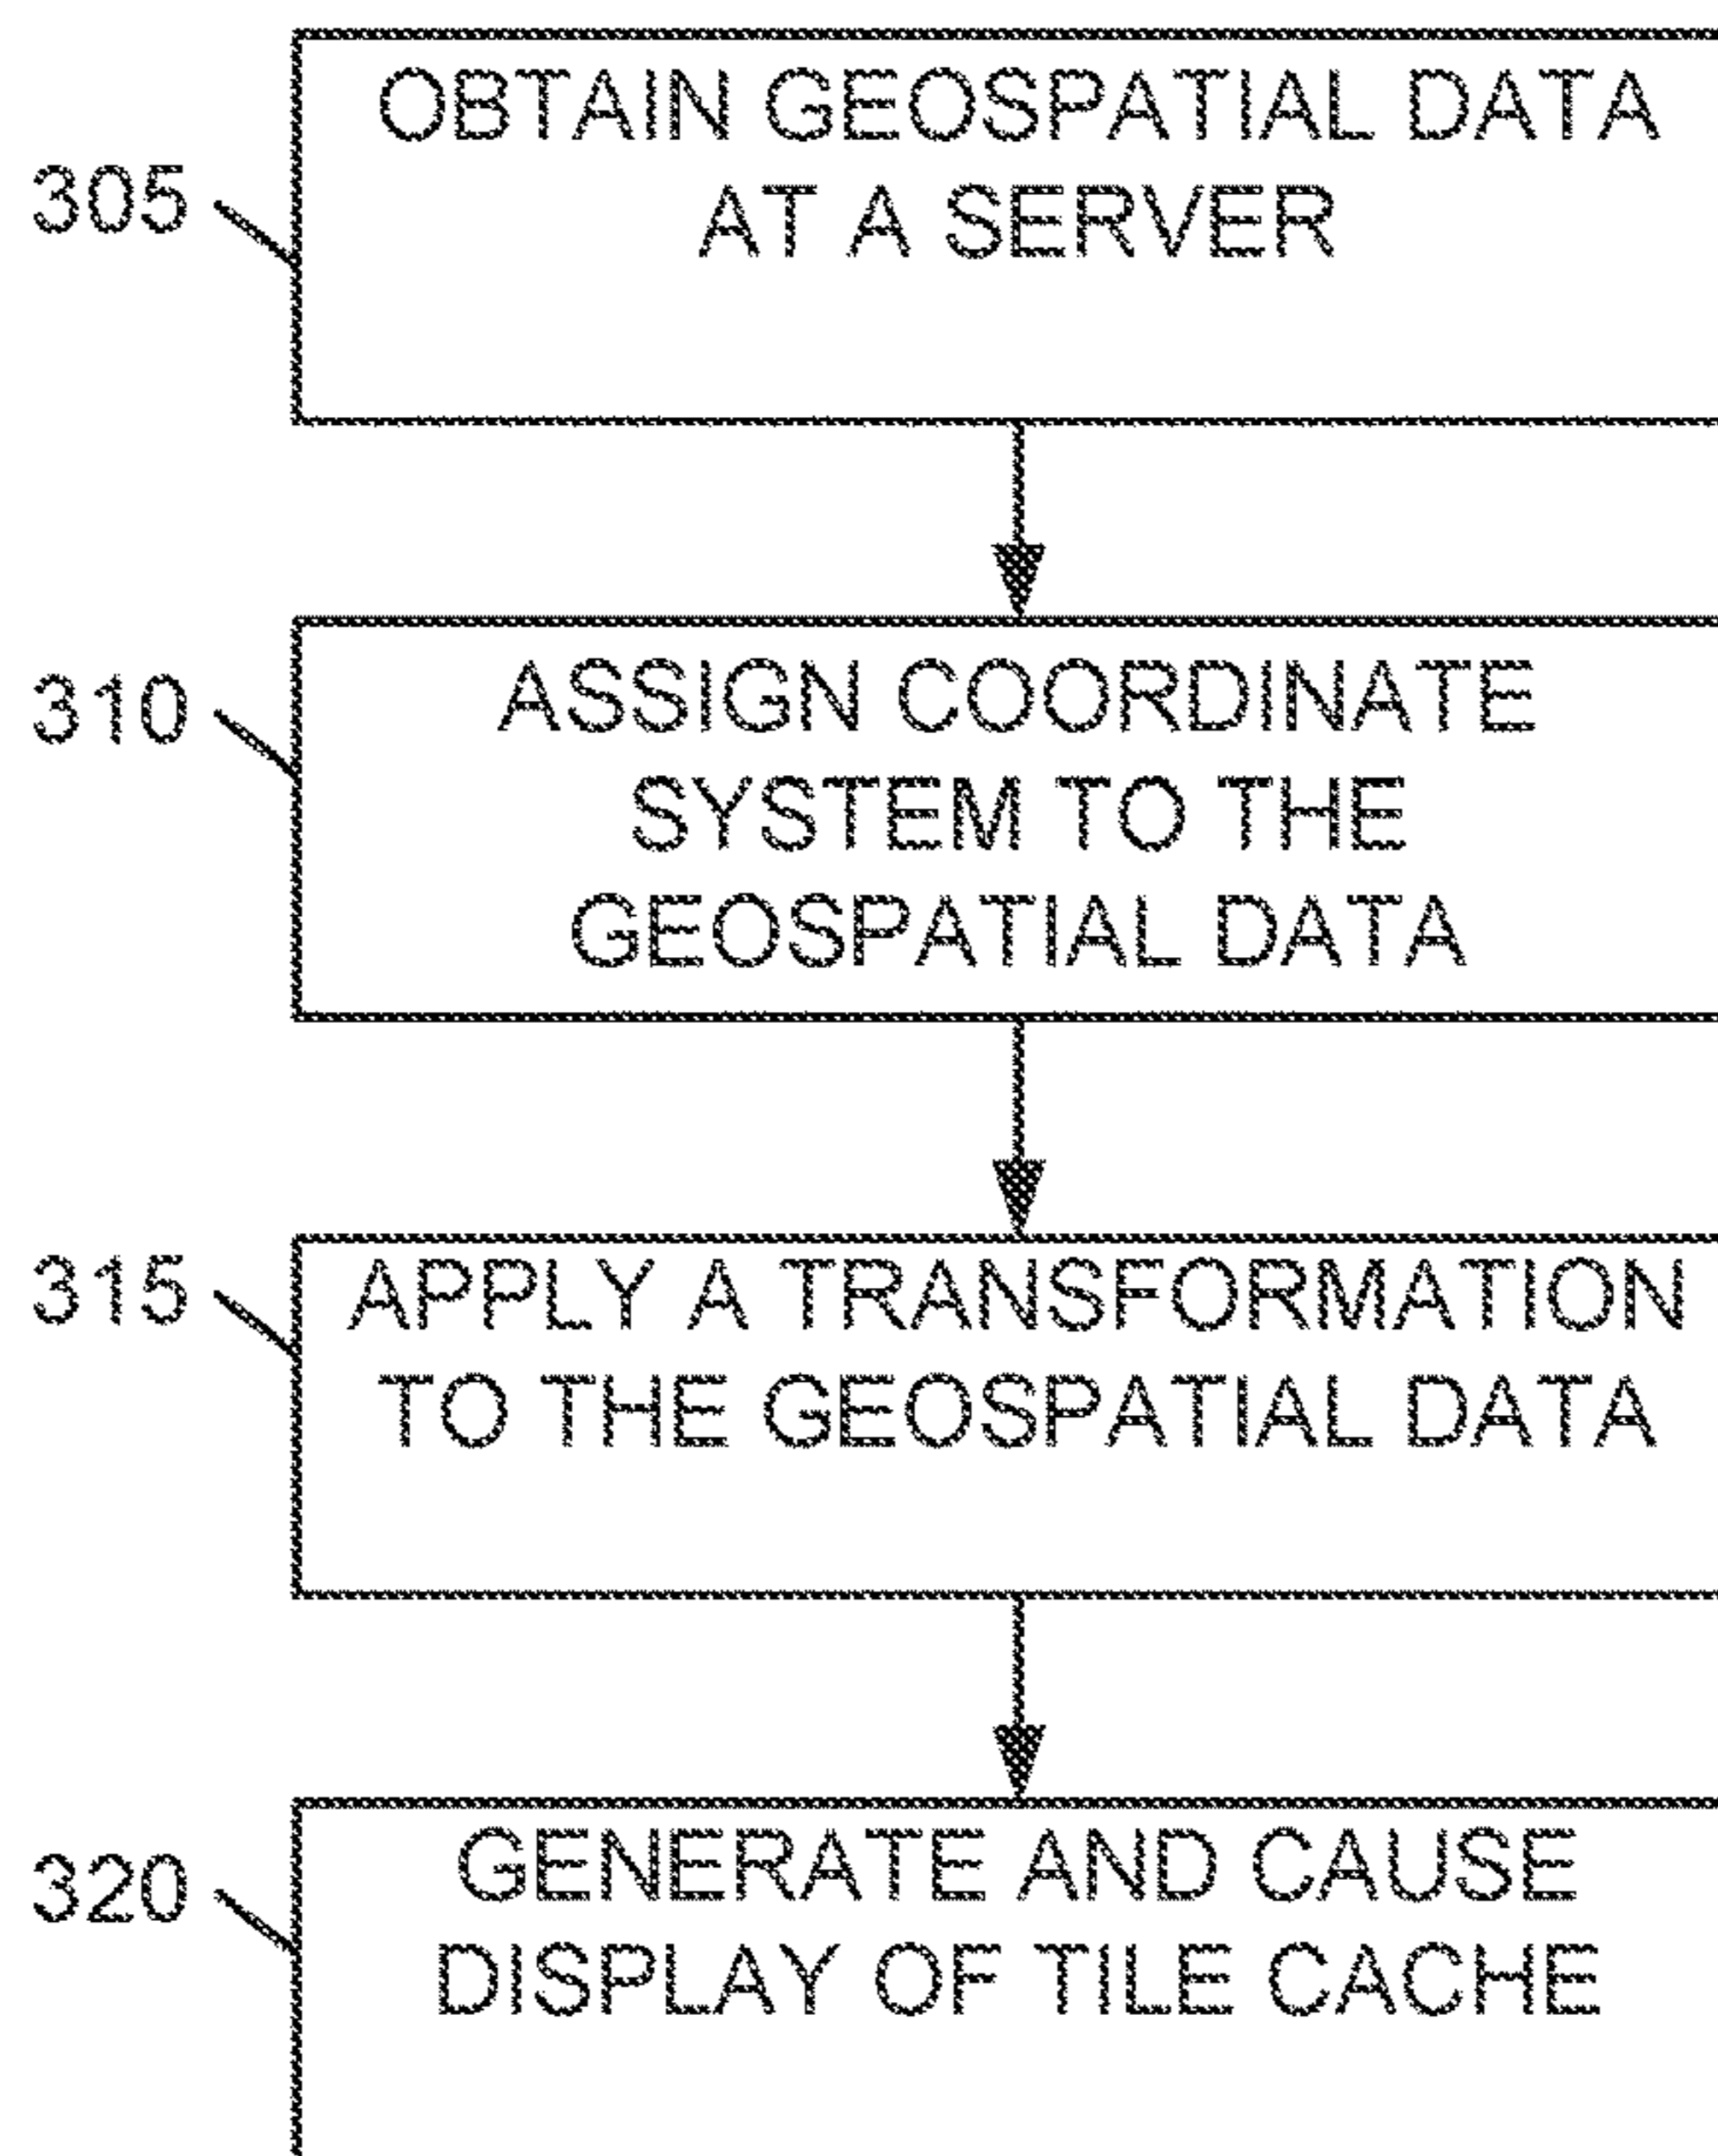 OBTAIN GEOSPATIAL DATA
AT A SERVER
305
ASSIGN COORDINATE
SYSTEM TO THE
GEOSPATIAL DATA
310
APPLY A TRANSFORMATION
TO THE GEOSPATIAL DATA
315
GENERATE AND CAUSE
DISPLAY OF TILE CACHE
320